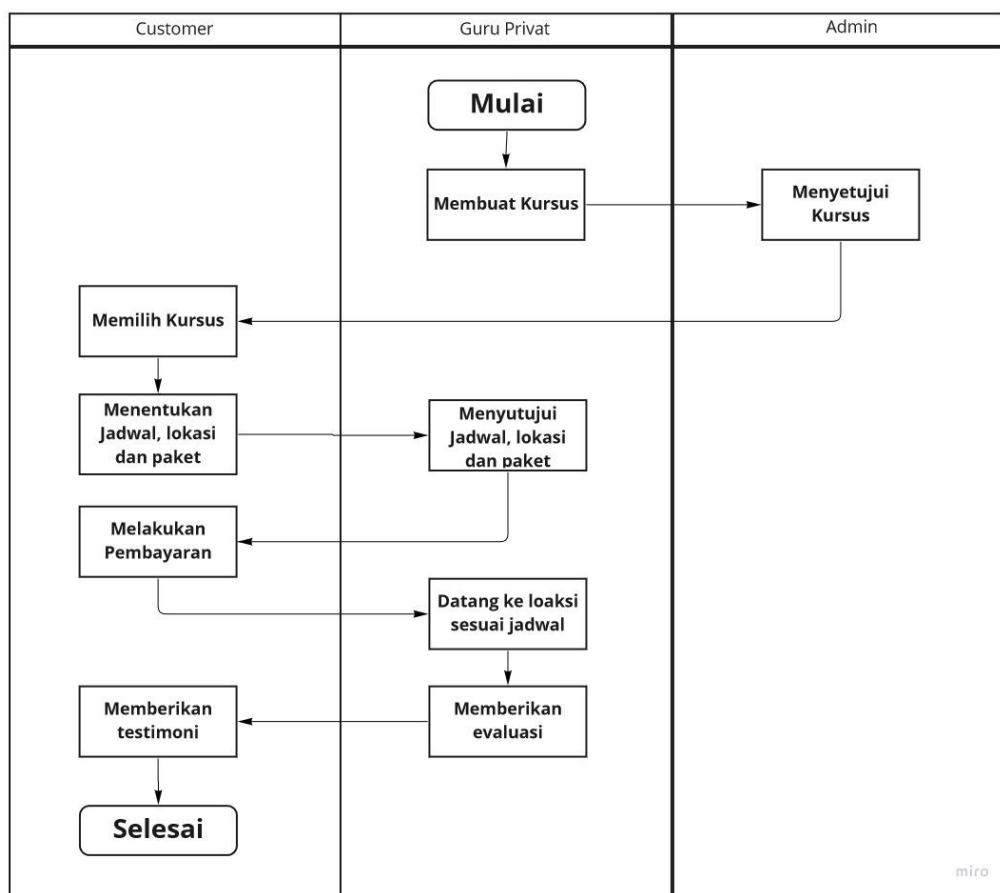 Customer
Guru Privat
Admin
Mulai
Membuat Kursus
Menyetujui
Kursus
Memilih Kursus
Menentukan
Jadwal, lokasi
dan paket
Menyutujui
Jadwal, lokasi
dan paket
Melakukan
Pembayaran
Datang ke loaksi
sesuai jadwal
Memberikan
evaluasi
Memberikan
testimoni
Selesai
miro